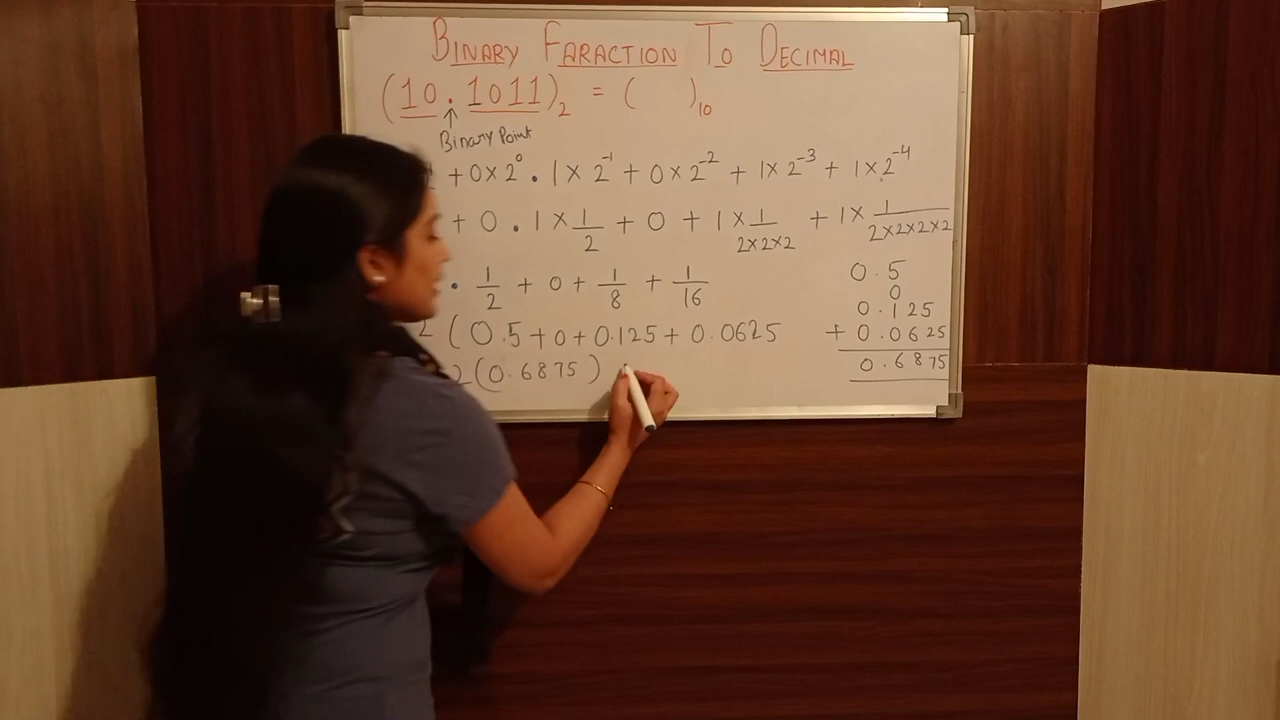 BINARY FARACTION TO DECIMAL
(10.1011)₂ = ( )₁₀
↑
Binary Point
+ 0 × 2⁰ . 1 × 2⁻¹ + 0 × 2⁻² + 1 × 2⁻³ + 1 × 2⁻⁴
+ 0 . 1 × 1/2 + 0 + 1 × 1/(2×2×2) + 1 × 1/(2×2×2×2)
. 1/2 + 0 + 1/8 + 1/16
2 (0.5 + 0 + 0.125 + 0.0625
2 (0.6875)
0.5
0
0.125
+ 0.0625
0.6875